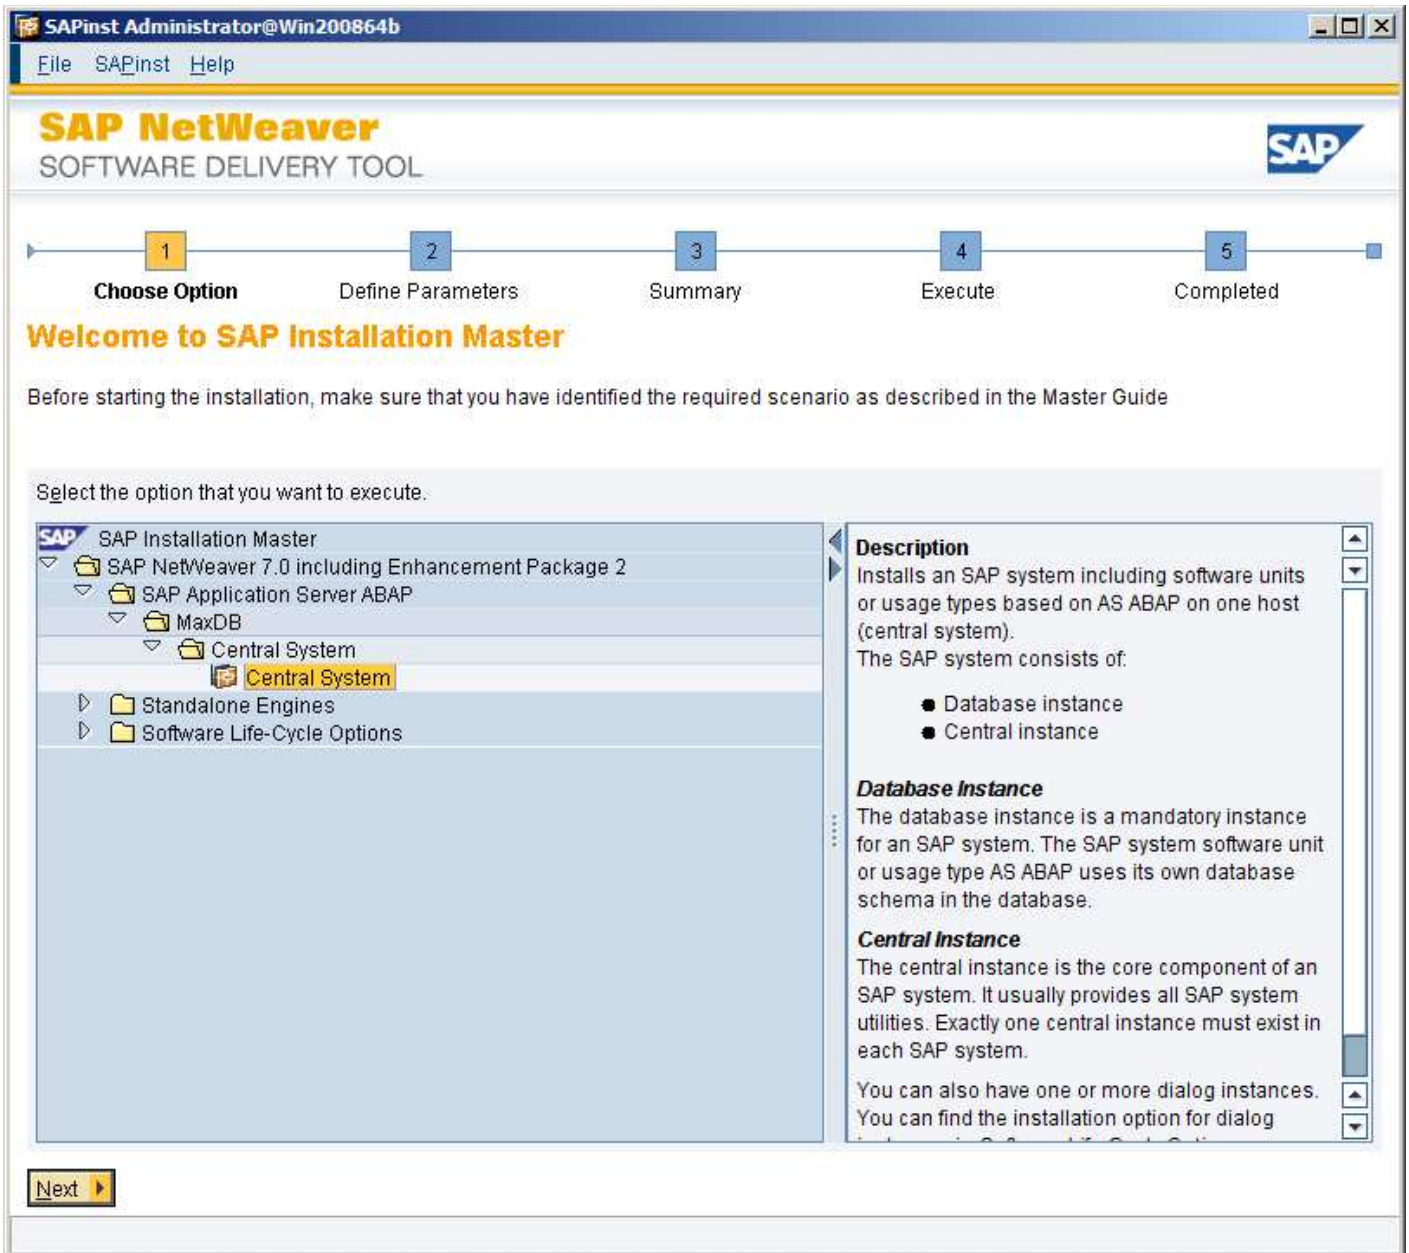 SAPinst Administrator@Win200864b
File SAPinst Help
SAP NetWeaver
SOFTWARE DELIVERY TOOL
SAP
1 2 3 4 5
Choose Option Define Parameters Summary Execute Completed
Welcome to SAP Installation Master
Before starting the installation, make sure that you have identified the required scenario as described in the Master Guide
Select the option that you want to execute.
SAP SAP Installation Master
SAP NetWeaver 7.0 including Enhancement Package 2
SAP Application Server ABAP
MaxDB
Central System
Central System
Standalone Engines
Software Life-Cycle Options
Description
Installs an SAP system including software units
or usage types based on AS ABAP on one host
(central system).
The SAP system consists of:
Database instance
Central instance
Database Instance
The database instance is a mandatory instance
for an SAP system. The SAP system software unit
or usage type AS ABAP uses its own database
schema in the database.
Central Instance
The central instance is the core component of an
SAP system. It usually provides all SAP system
utilities. Exactly one central instance must exist in
each SAP system.
You can also have one or more dialog instances.
You can find the installation option for dialog
Next